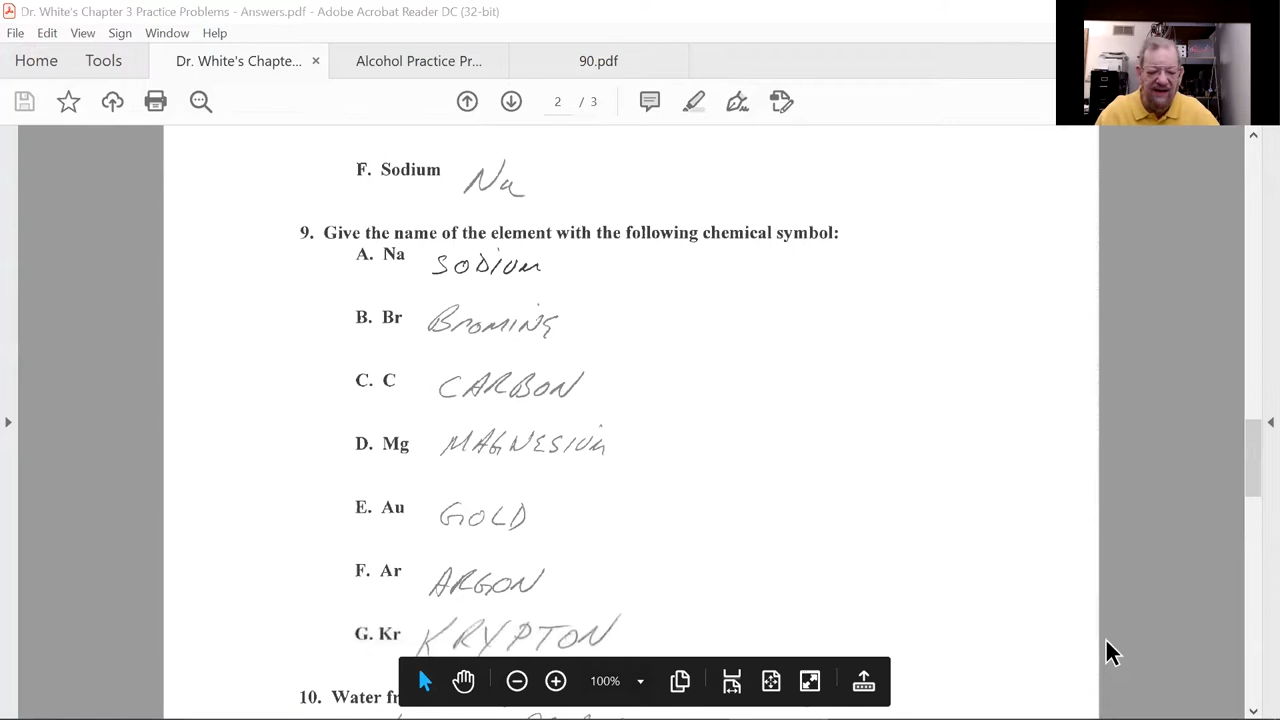 Dr. White's Chapter 3 Practice Problems - Answers.pdf - Adobe Acrobat Reader DC (32-bit)
File Edit View Sign Window Help
Home Tools Dr. White's Chapte... × Alcohol Practice Pr... 90.pdf
2 / 3
F. Sodium Na
9. Give the name of the element with the following chemical symbol:
A. Na SODIUM
B. Br BROMINE
C. C CARBON
D. Mg MAGNESIUM
E. Au GOLD
F. Ar ARGON
G. Kr KRYPTON
100%
10. Water fr